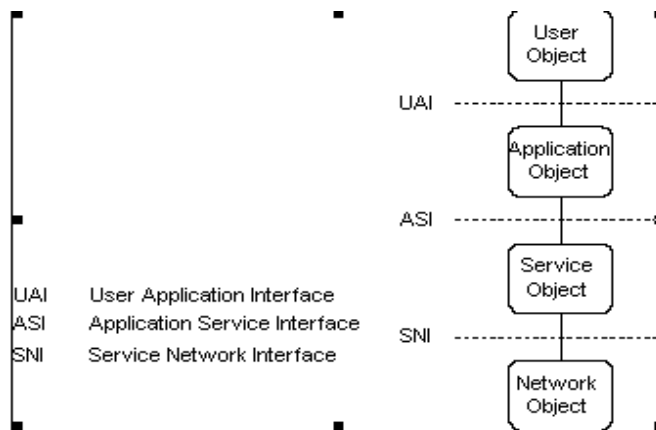 User
Object
UAI
Application
Object
ASI
Service
Object
UAI User Application Interface
ASI Application Service Interface
SNI
SNI Service Network Interface
Network
Object